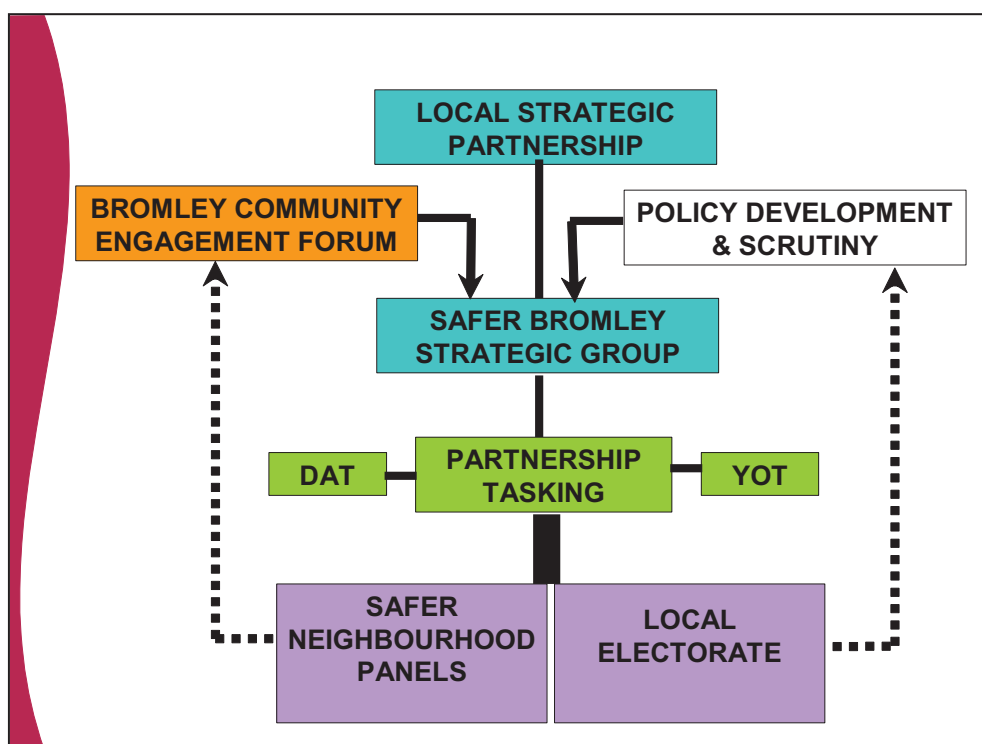 LOCAL STRATEGIC
PARTNERSHIP
BROMLEY COMMUNITY
ENGAGEMENT FORUM
POLICY DEVELOPMENT
& SCRUTINY
SAFER BROMLEY
STRATEGIC GROUP
DAT
PARTNERSHIP
TASKING
YOT
SAFER
NEIGHBOURHOOD
PANELS
LOCAL
ELECTORATE